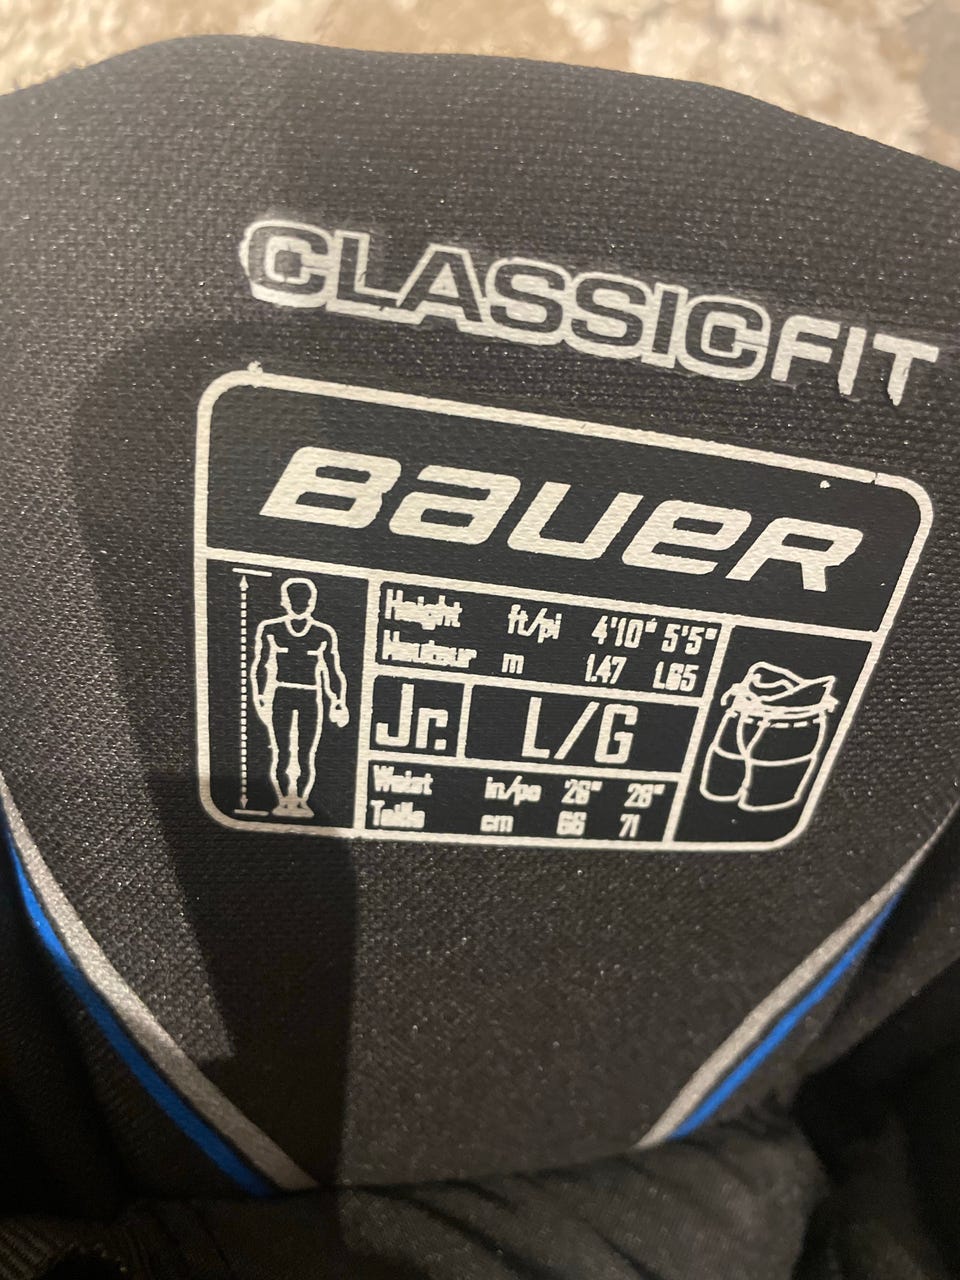 CLASSICFIT
BAUER
Height ft/pi 4'10" 5'5"
Hauteur m 1.47 1.65
Jr. L/G
Waist in/po 26" 28"
Taille cm 66 71